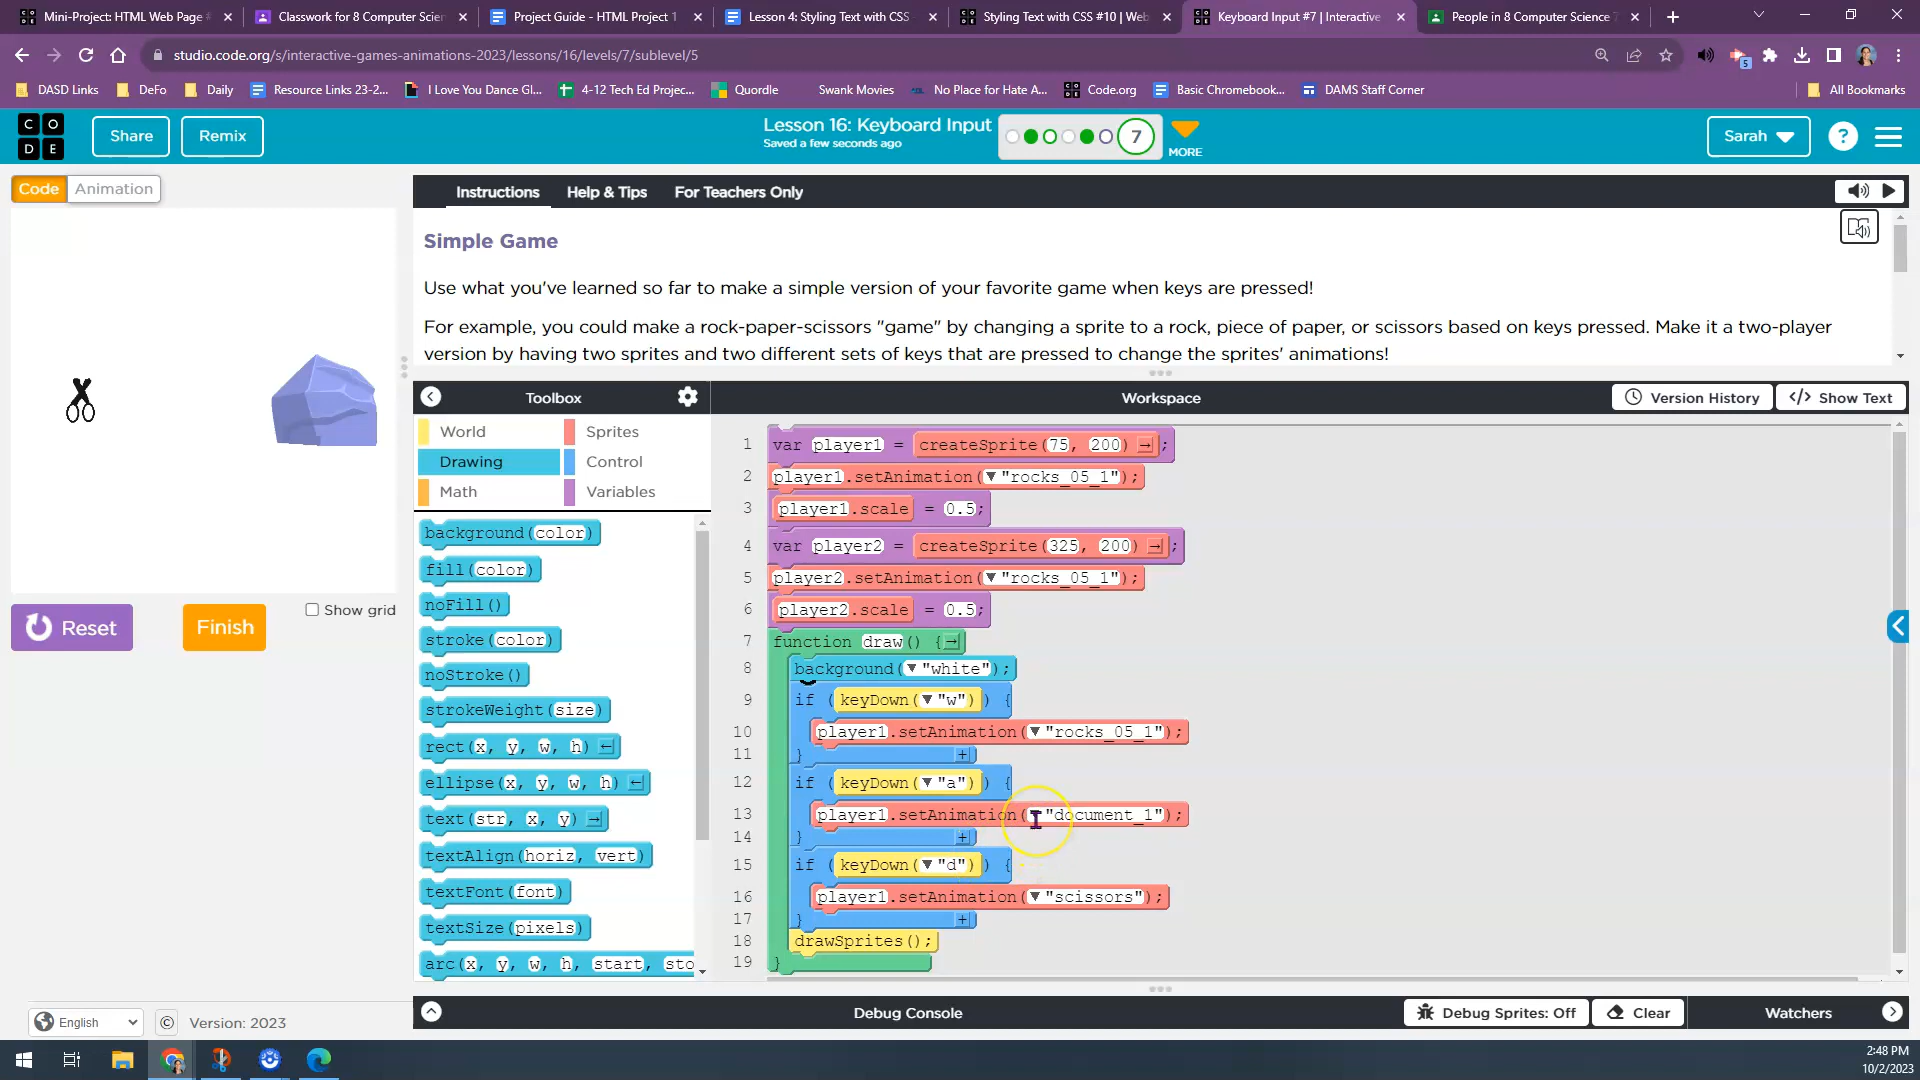 Mini-Project: HTML Web Page
Classwork for 8 Computer Scien
Project Guide - HTML Project 1
Lesson 4: Styling Text with CSS
Styling Text with CSS #10 | Web
Keyboard Input #7 | Interactive
People in 8 Computer Science 7
studio.code.org/s/interactive-games-animations-2023/lessons/16/levels/7/sublevel/5
5
DASD Links
DeFo
Daily
Resource Links 23-2...
I Love You Dance Gl...
4-12 Tech Ed Projec...
Quordle
Swank Movies
No Place for Hate A...
Code.org
Basic Chromebook...
DAMS Staff Corner
All Bookmarks
C O
D E
Share
Remix
Lesson 16: Keyboard Input
Saved a few seconds ago
7
MORE
Sarah
?
Code
Animation
Instructions
Help & Tips
For Teachers Only
Simple Game
Use what you've learned so far to make a simple version of your favorite game when keys are pressed!
For example, you could make a rock-paper-scissors "game" by changing a sprite to a rock, piece of paper, or scissors based on keys pressed. Make it a two-player
version by having two sprites and two different sets of keys that are pressed to change the sprites' animations!
Reset
Finish
Show grid
Toolbox
Workspace
Version History
</> Show Text
World
Sprites
Drawing
Control
Math
Variables
background(color)
fill(color)
noFill()
stroke(color)
noStroke()
strokeWeight(size)
rect(x, y, w, h)
ellipse(x, y, w, h)
text(str, x, y)
textAlign(horiz, vert)
textFont(font)
textSize(pixels)
arc(x, y, w, h, start, sto
1 var player1 = createSprite(75, 200);
2 player1.setAnimation("rocks_05_1");
3 player1.scale = 0.5;
4 var player2 = createSprite(325, 200);
5 player2.setAnimation("rocks_05_1");
6 player2.scale = 0.5;
7 function draw() {
8 background("white");
9 if (keyDown("w")) {
10 player1.setAnimation("rocks_05_1");
11 }
12 if (keyDown("a")) {
13 player1.setAnimation("document_1");
14 }
15 if (keyDown("d")) {
16 player1.setAnimation("scissors");
17 }
18 drawSprites();
19 }
English
© Version: 2023
Debug Console
Debug Sprites: Off
Clear
Watchers
2:48 PM
10/2/2023